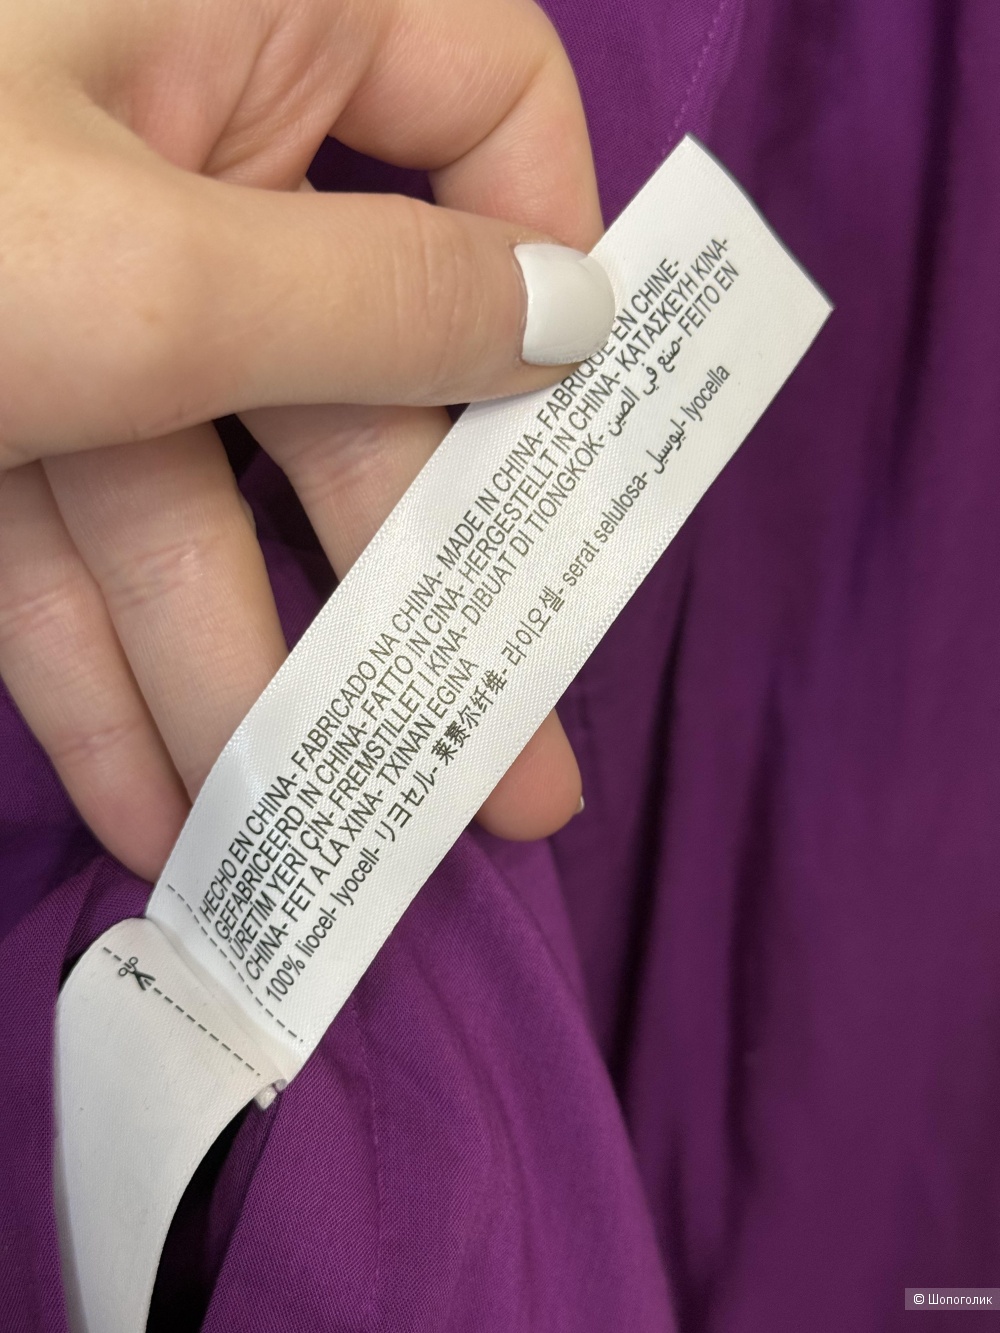 HECHO EN CHINA- FABRICADO NA CHINA- MADE IN CHINA- FABRIQUÉ EN CHINE-
GEFABRICEERD IN CHINA- FATTO IN CINA- HERGESTELLT IN CHINA- ΚΑΤΑΣΚΕΥΗ ΚΙΝΑ-
ÜRETİM YERİ ÇİN- FREMSTILLET I KINA- DIBUAT DI TIONGKOK- صنع في الصين- FEITO EN
CHINA- FET A LA XINA- TXINAN EGINA
100% liocel- lyocell- リヨセル- 莱赛尔纤维- 라이오셀- serat selulosa- ليوسيل- lyocella
© Шопоголик